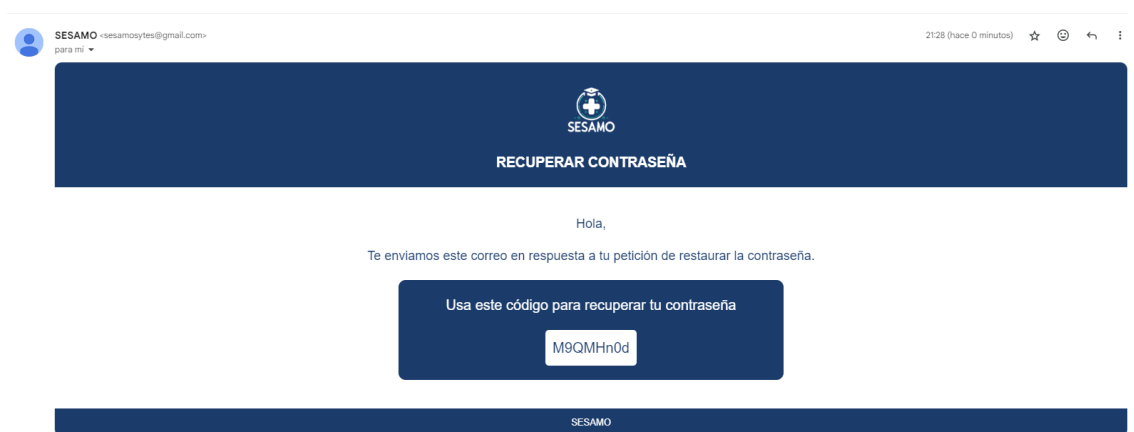 SESAMO <sesamosytes@gmail.com>
21:28 (hace 0 minutos)
para mí
SESAMO
RECUPERAR CONTRASEÑA
Hola,
Te enviamos este correo en respuesta a tu petición de restaurar la contraseña.
Usa este código para recuperar tu contraseña
M9QMHn0d
SESAMO